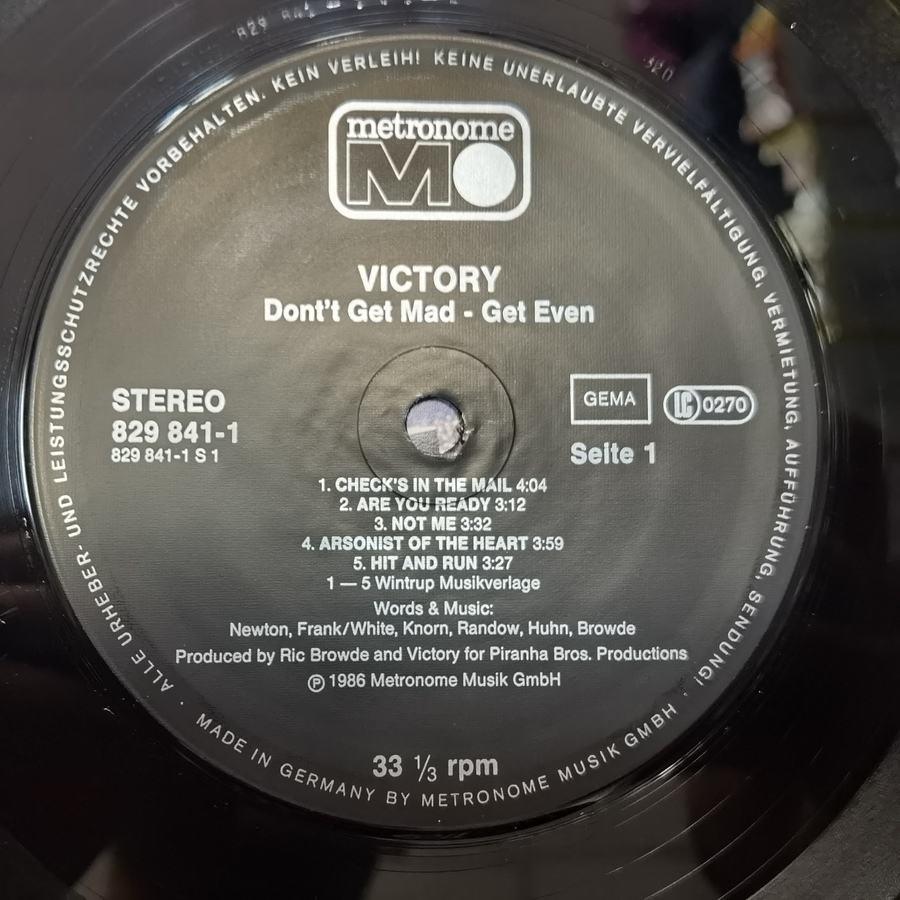 ALLE URHEBER- UND LEISTUNGSSCHUTZRECHTE VORBEHALTEN. KEIN VERLEIH! KEINE UNERLAUBTE VERVIELFÄLTIGUNG, VERMIETUNG, AUFFÜHRUNG, SENDUNG!
metronome
MO
VICTORY
Dont't Get Mad - Get Even
STEREO
829 841-1
829 841-1 S 1
GEMA
LC 0270
Seite 1
1. CHECK'S IN THE MAIL 4:04
2. ARE YOU READY 3:12
3. NOT ME 3:32
4. ARSONIST OF THE HEART 3:59
5. HIT AND RUN 3:27
1 — 5 Wintrup Musikverlage
Words & Music:
Newton, Frank/White, Knorn, Randow, Huhn, Browde
Produced by Ric Browde and Victory for Piranha Bros. Productions
℗ 1986 Metronome Musik GmbH
33 ⅓ rpm
· MADE IN GERMANY BY METRONOME MUSIK GMBH ·
829
320